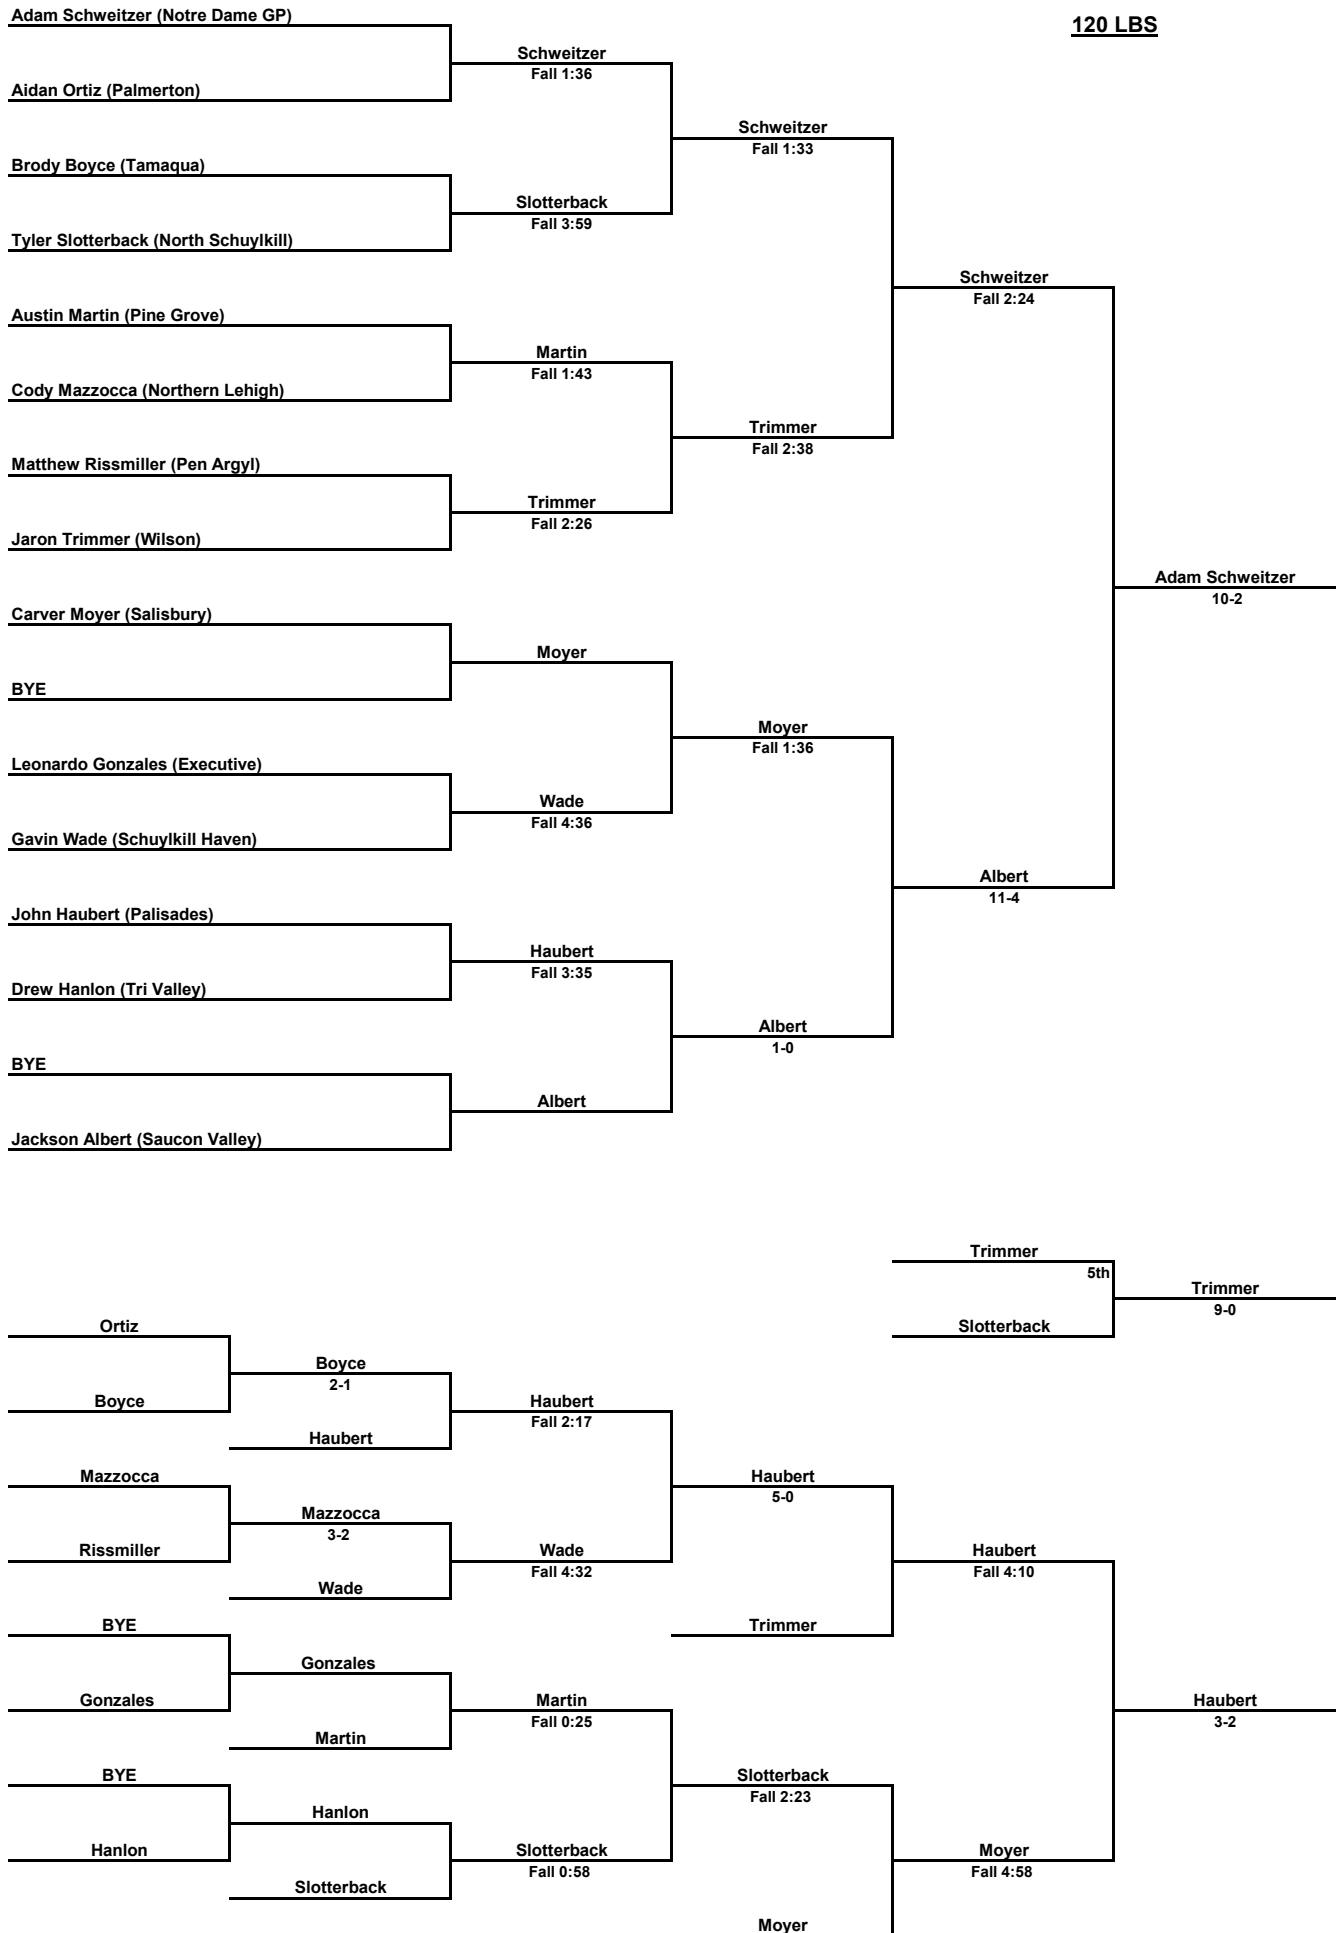 Adam Schweitzer (Notre Dame GP)
120 LBS
Schweitzer
Fall 1:36
Aidan Ortiz (Palmerton)
Schweitzer
Fall 1:33
Brody Boyce (Tamaqua)
Slotterback
Fall 3:59
Tyler Slotterback (North Schuylkill)
Schweitzer
Fall 2:24
Austin Martin (Pine Grove)
Martin
Fall 1:43
Cody Mazzocca (Northern Lehigh)
Trimmer
Fall 2:38
Matthew Rissmiller (Pen Argyl)
Trimmer
Fall 2:26
Jaron Trimmer (Wilson)
Adam Schweitzer
10-2
Carver Moyer (Salisbury)
Moyer
BYE
Moyer
Fall 1:36
Leonardo Gonzales (Executive)
Wade
Fall 4:36
Gavin Wade (Schuylkill Haven)
Albert
11-4
John Haubert (Palisades)
Haubert
Fall 3:35
Drew Hanlon (Tri Valley)
Albert
1-0
BYE
Albert
Jackson Albert (Saucon Valley)
Trimmer
5th
Trimmer
9-0
Slotterback
Ortiz
Boyce
2-1
Boyce
Haubert
Fall 2:17
Haubert
Mazzocca
Haubert
5-0
Mazzocca
3-2
Rissmiller
Wade
Fall 4:32
Haubert
Fall 4:10
Wade
BYE
Trimmer
Gonzales
Gonzales
Martin
Fall 0:25
Haubert
3-2
Martin
BYE
Slotterback
Fall 2:23
Hanlon
Hanlon
Slotterback
Fall 0:58
Moyer
Fall 4:58
Slotterback
Moyer